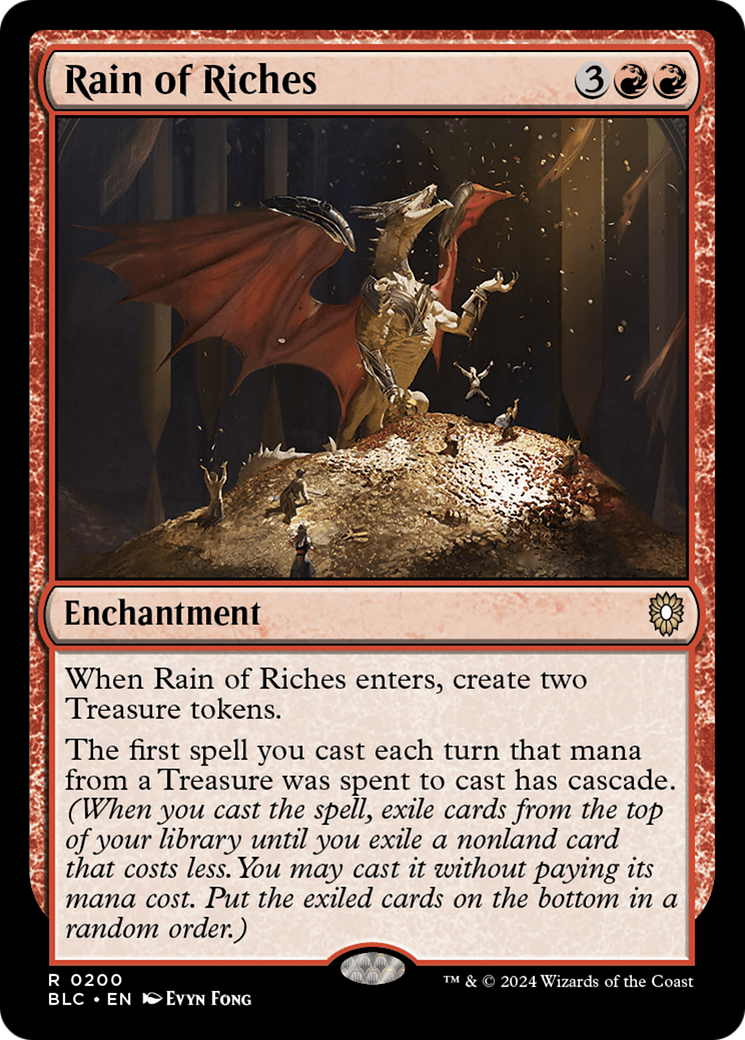 Rain of Riches 3
Enchantment
When Rain of Riches enters, create two
Treasure tokens.
The first spell you cast each turn that mana
from a Treasure was spent to cast has cascade.
(When you cast the spell, exile cards from the top
of your library until you exile a nonland card
that costs less. You may cast it without paying its
mana cost. Put the exiled cards on the bottom in a
random order.)
R 0200
BLC • EN Evyn Fong
™ & © 2024 Wizards of the Coast